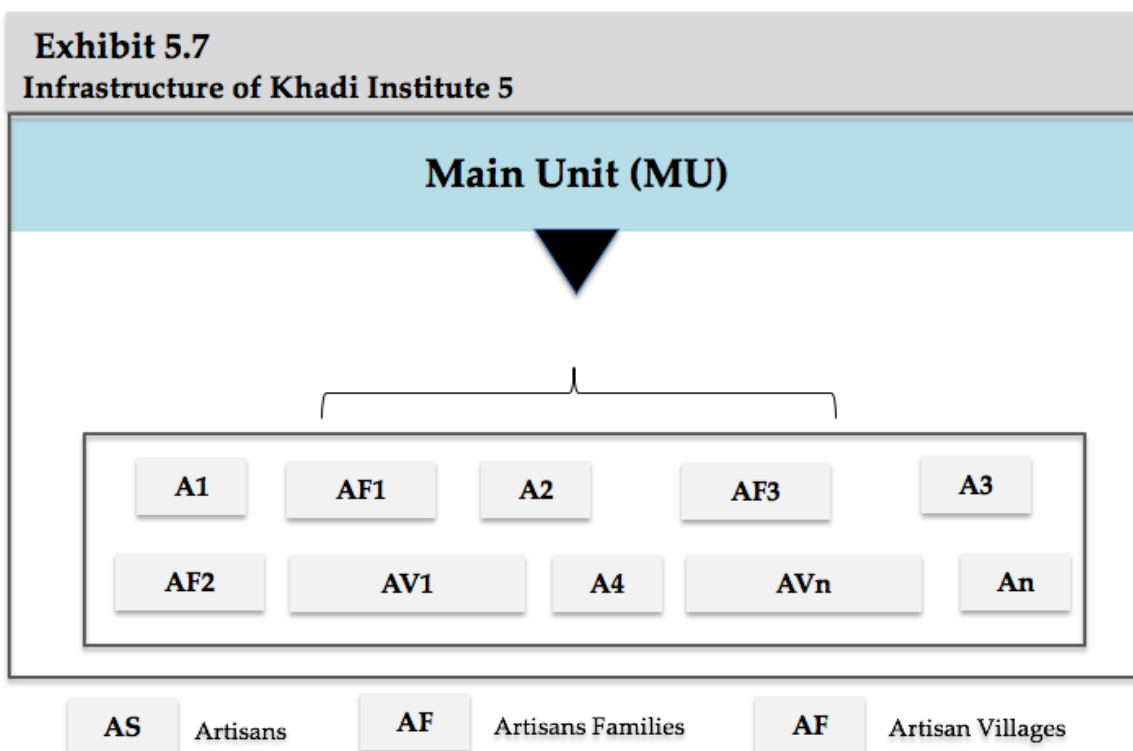 Exhibit 5.7
Infrastructure of Khadi Institute 5
Main Unit (MU)
A1 AF1 A2 AF3 A3
AF2 AV1 A4 AVn An
AS Artisans AF Artisans Families AF Artisan Villages